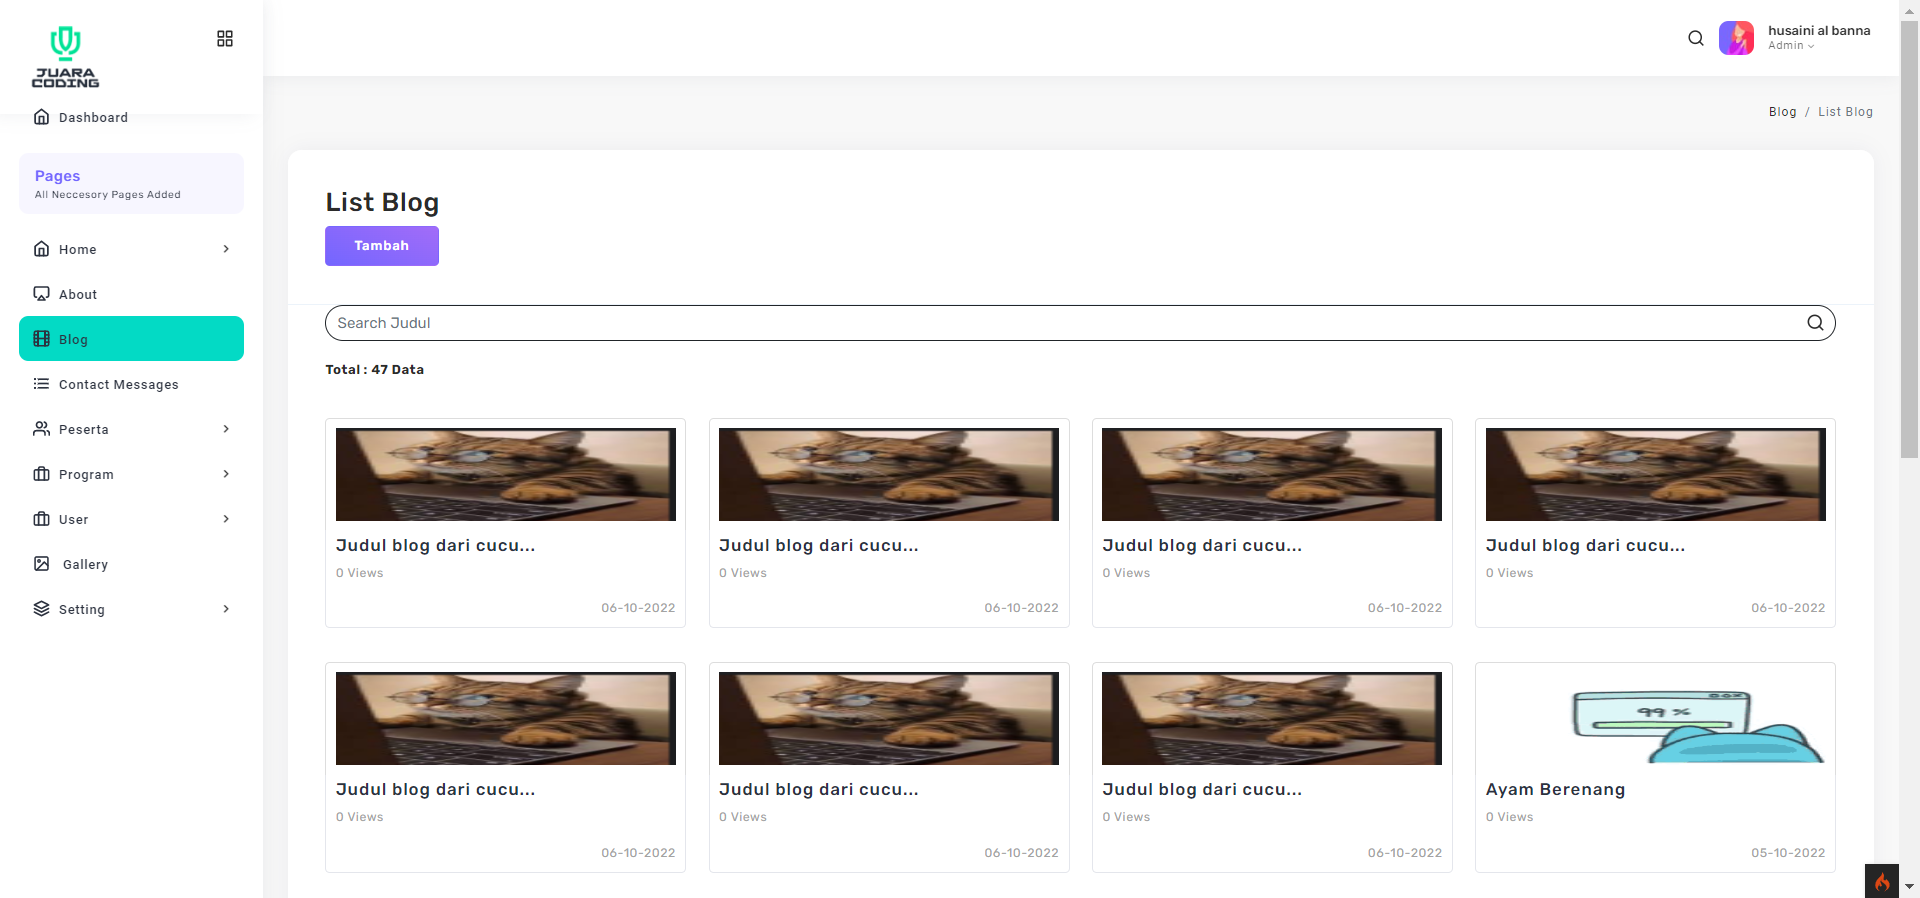 JUARA
CODING
husaini al banna
Admin
Dashboard
Blog / List Blog
Pages
All Neccesory Pages Added
Home
About
Blog
Contact Messages
Peserta
Program
User
Gallery
Setting
List Blog
Tambah
Search Judul
Total : 47 Data
Judul blog dari cucu...
0 Views
06-10-2022
Judul blog dari cucu...
0 Views
06-10-2022
Judul blog dari cucu...
0 Views
06-10-2022
Judul blog dari cucu...
0 Views
06-10-2022
Judul blog dari cucu...
0 Views
06-10-2022
Judul blog dari cucu...
0 Views
06-10-2022
Judul blog dari cucu...
0 Views
06-10-2022
99 %
Ayam Berenang
0 Views
05-10-2022